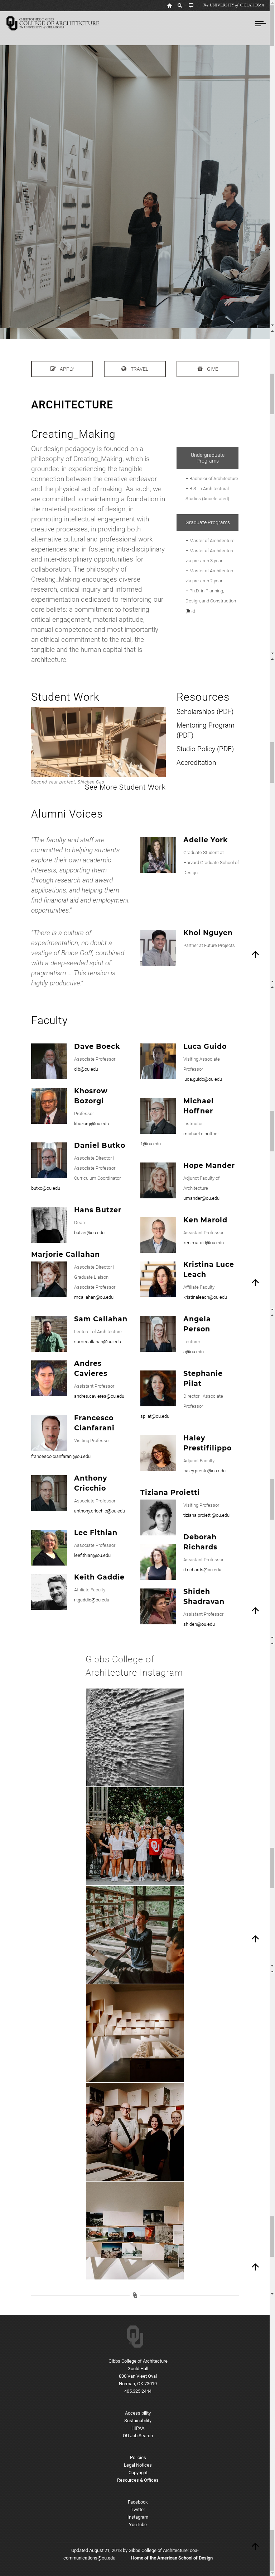 The UNIVERSITY of OKLAHOMA
CHRISTOPHER C. GIBBS
COLLEGE OF ARCHITECTURE
The UNIVERSITY of OKLAHOMA
APPLY
TRAVEL
GIVE
ARCHITECTURE
Creating_Making
Our design pedagogy is founded on a
philosophy of Creating_Making, which is
grounded in experiencing the tangible
connection between the creative endeavor
and the physical act of making. As such, we
are committed to maintaining a foundation in
the material practices of design, in
promoting interactivity with context within the
creative process, in providing both
alternative cultural and professional work
experiences and in fostering intra-disciplinary
and inter-disciplinary opportunities for
collaboration. The philosophy of
Creating_Making encourages diverse
research, critical inquiry and informed
experimentation dedicated to reinforcing our
core beliefs: a commitment to fostering
critical engagement, material aptitude,
mutual competence and most importantly
an ethical commitment to the real, the
tangible and the human capital that is
architecture.
Undergraduate
Programs
– Bachelor of Architecture
– B.S. in Architectural
Studies (Accelerated)
Graduate Programs
– Master of Architecture
– Master of Architecture
via pre-arch 3 year
– Master of Architecture
via pre-arch 2 year
– Ph.D. in Planning,
Design and Construction
(link)
Student Work
Second year project, Shichen Cao.
See More Student Work
Resources
Scholarships (PDF)
Mentoring Program
(PDF)
Studio Policy (PDF)
Accreditation
Alumni Voices
"The faculty and staff are
committed to helping students
explore their own academic
interests, supporting them
through research and award
applications, and helping them
find financial aid and employment
opportunities."
Adelle York
Graduate Student at
Harvard Graduate School of
Design
"There is a culture of
experimentation, no doubt a
vestige of Bruce Goff, combined
with a deep-seeded spirit of
pragmatism ... This tension is
highly productive."
Khoi Nguyen
Partner at Future Projects
Faculty
Dave Boeck
Associate Professor
dlb@ou.edu
Khosrow
Bozorgi
Professor
kbozorgi@ou.edu
Daniel Butko
Associate Director |
Associate Professor |
Curriculum Coordinator
butko@ou.edu
Hans Butzer
Dean
butzer@ou.edu
Marjorie Callahan
Associate Director |
Graduate Liaison |
Associate Professor
mcallahan@ou.edu
Sam Callahan
Lecturer of Architecture
samacallahan@ou.edu
Andres
Cavieres
Assistant Professor
andres.cavieres@ou.edu
Francesco
Cianfarani
Visiting Professor
francesco.cianfarani@ou.edu
Anthony
Cricchio
Associate Professor
anthony.cricchio@ou.edu
Lee Fithian
Associate Professor
leefithian@ou.edu
Keith Gaddie
Affiliate Faculty
rkgaddie@ou.edu
Luca Guido
Visiting Associate
Professor
luca.guido@ou.edu
Michael
Hoffner
Instructor
michael.e.hoffner-
1@ou.edu
Hope Mander
Adjunct Faculty of
Architecture
umander@ou.edu
Ken Marold
Assistant Professor
ken.marold@ou.edu
Kristina Luce
Leach
Affiliate Faculty
kristinaleach@ou.edu
Angela
Person
Lecturer
a@ou.edu
Stephanie
Pilat
Director | Associate
Professor
spilat@ou.edu
Haley
Prestifilippo
Adjunct Faculty
haley.presto@ou.edu
Tiziana Proietti
Visiting Professor
tiziana.proietti@ou.edu
Deborah
Richards
Assistant Professor
d.richards@ou.edu
Shideh
Shadravan
Assistant Professor
shideh@ou.edu
Gibbs College of
Architecture Instagram
Gibbs College of Architecture
Gould Hall
830 Van Vleet Oval
Norman, OK 73019
405.325.2444
Accessibility
Sustainability
HIPAA
OU Job Search
Policies
Legal Notices
Copyright
Resources & Offices
Facebook
Twitter
Instagram
YouTube
Updated August 21, 2018 by Gibbs College of Architecture: coa-
communications@ou.edu Home of the American School of Design